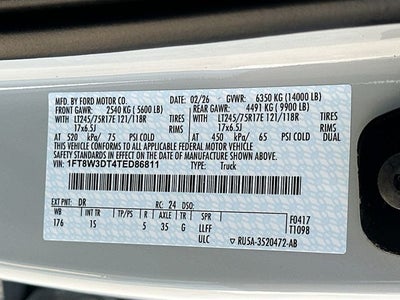 MFD. BY FORD MOTOR CO. 02/26 GVWR: 6350 KG (14000 LB)
FRONT GAWR: 2540 KG (5600 LB) REAR GAWR: 4491 KG (9900 LB)
WITH LT245/75R17E 121/118R TIRES WITH LT245/75R17E 121/118R TIRES
17x6.5J RIMS 17x6.5J RIMS
AT 520 kPa/ 75 PSI COLD AT 450 kPa/ 65 PSI COLD DUAL
THIS VEHICLE CONFORMS TO ALL APPLICABLE FEDERAL MOTOR VEHICLE
SAFETY STANDARDS IN EFFECT ON THE DATE OF MANUFACTURE SHOWN ABOVE.
VIN: 1FT8W3DT4TED86811 TYPE: Truck
EXT PNT: DR RC: 24 DSO:
WB INT TR TP/PS R AXLE TR SPR F0417
176 15 5 35 G LLFF T1098
ULC RU5A-3520472-AB